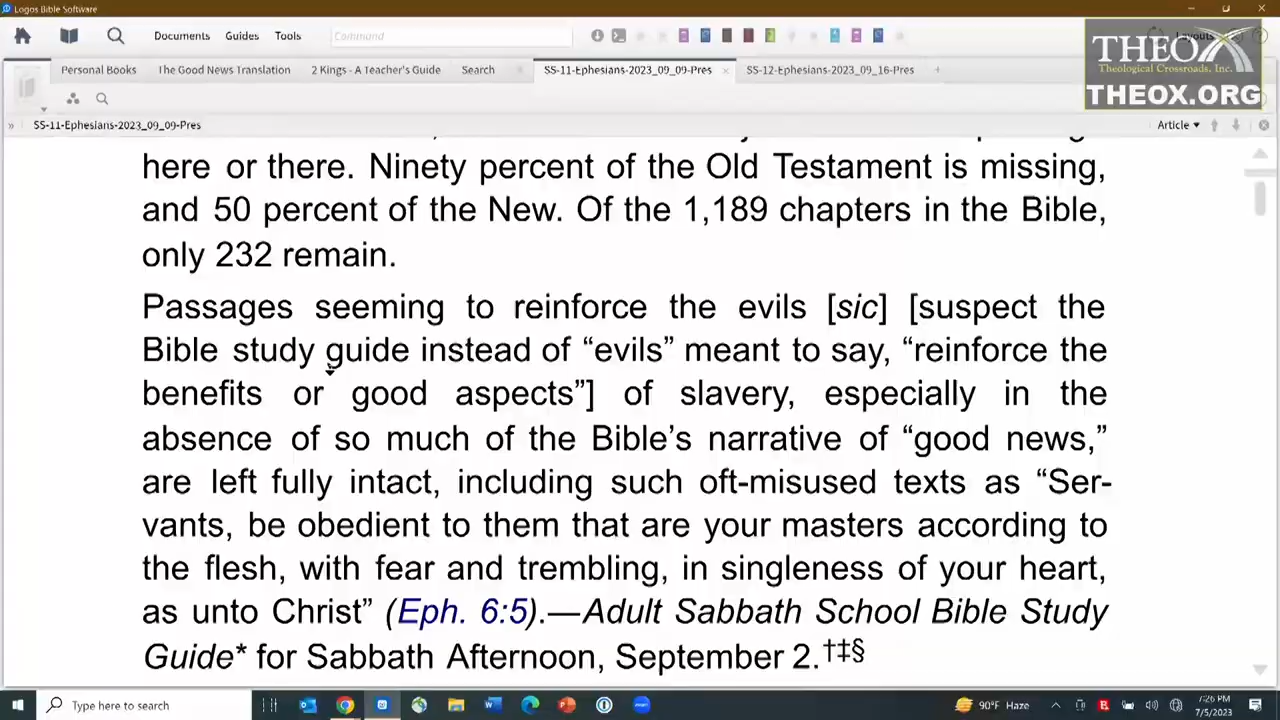 Logos Bible Software
Documents Guides Tools Command Layouts
Personal Books The Good News Translation 2 Kings - A Teacher's Gui SS-11-Ephesians-2023_09_09-Pres SS-12-Ephesians-2023_09_16-Pres
THEOX
Theological Crossroads, Inc.
THEOX.ORG
SS-11-Ephesians-2023_09_09-Pres Article
here or there. Ninety percent of the Old Testament is missing,
and 50 percent of the New. Of the 1,189 chapters in the Bible,
only 232 remain.
Passages seeming to reinforce the evils [sic] [suspect the
Bible study guide instead of “evils” meant to say, “reinforce the
benefits or good aspects”] of slavery, especially in the
absence of so much of the Bible’s narrative of “good news,”
are left fully intact, including such oft-misused texts as “Ser-
vants, be obedient to them that are your masters according to
the flesh, with fear and trembling, in singleness of your heart,
as unto Christ” (Eph. 6:5).—Adult Sabbath School Bible Study
Guide* for Sabbath Afternoon, September 2.†‡§
Type here to search 90°F Haze 7:26 PM
7/5/2023